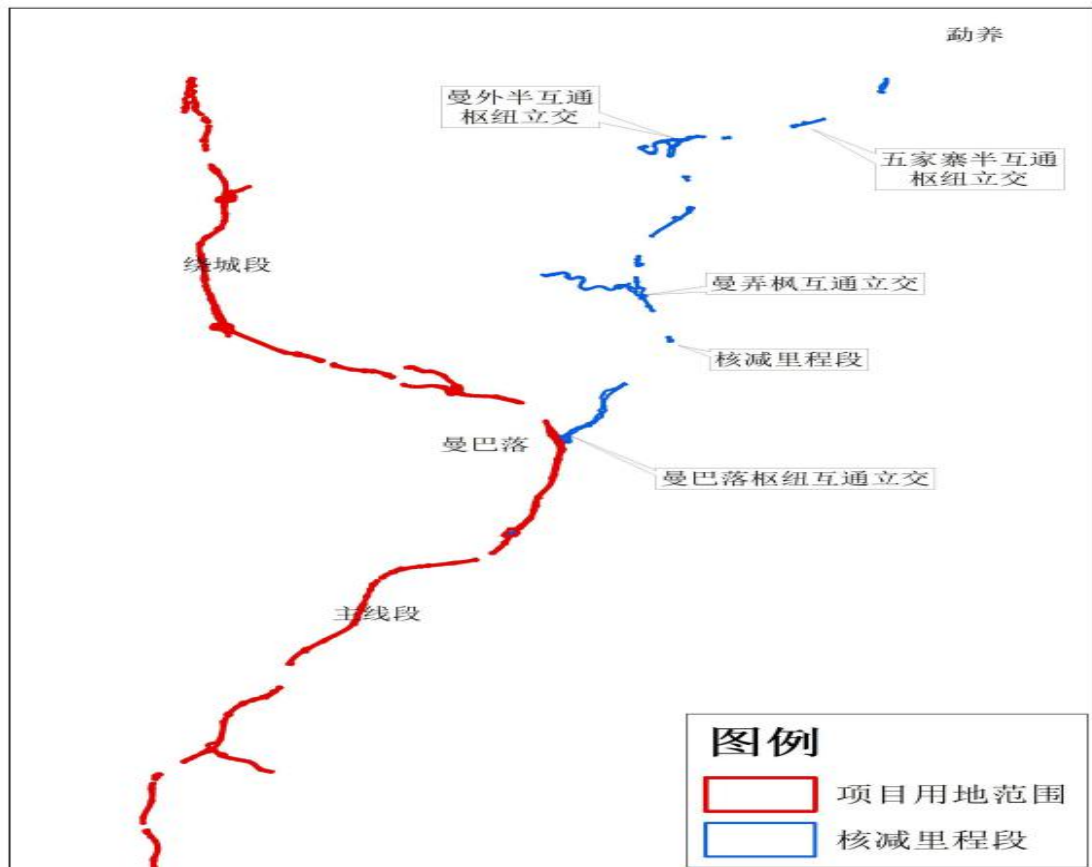 勐养
曼外半互通
枢纽立交
五家寨半互通
枢纽立交
绕城段
曼弄枫互通立交
核减里程段
曼巴落
曼巴落枢纽互通立交
主线段
图例
项目用地范围
核减里程段